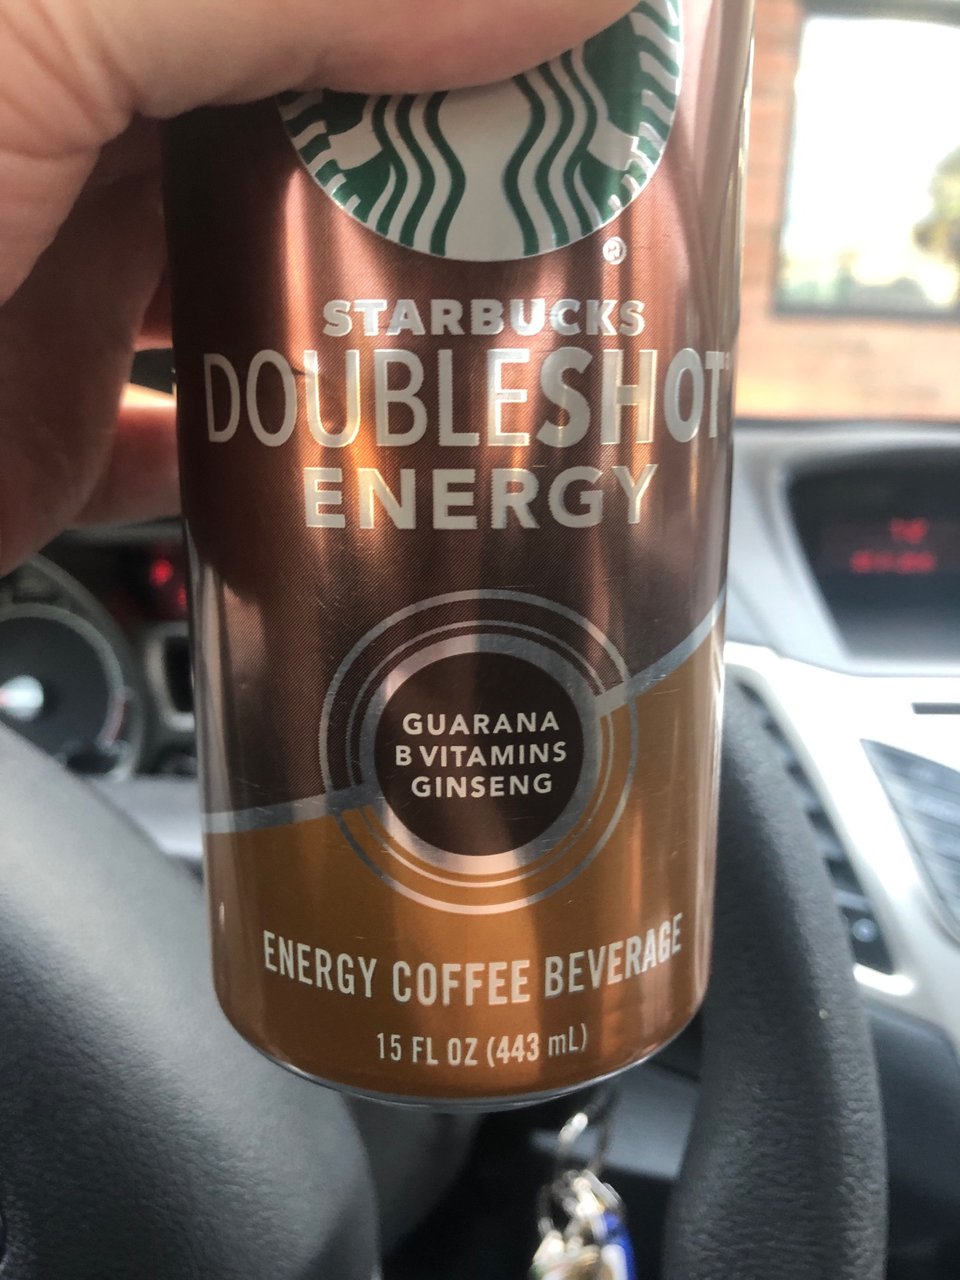 STARBUCKS
DOUBLESHOT
ENERGY
GUARANA
B VITAMINS
GINSENG
ENERGY COFFEE BEVERAGE
15 FL OZ (443 mL)